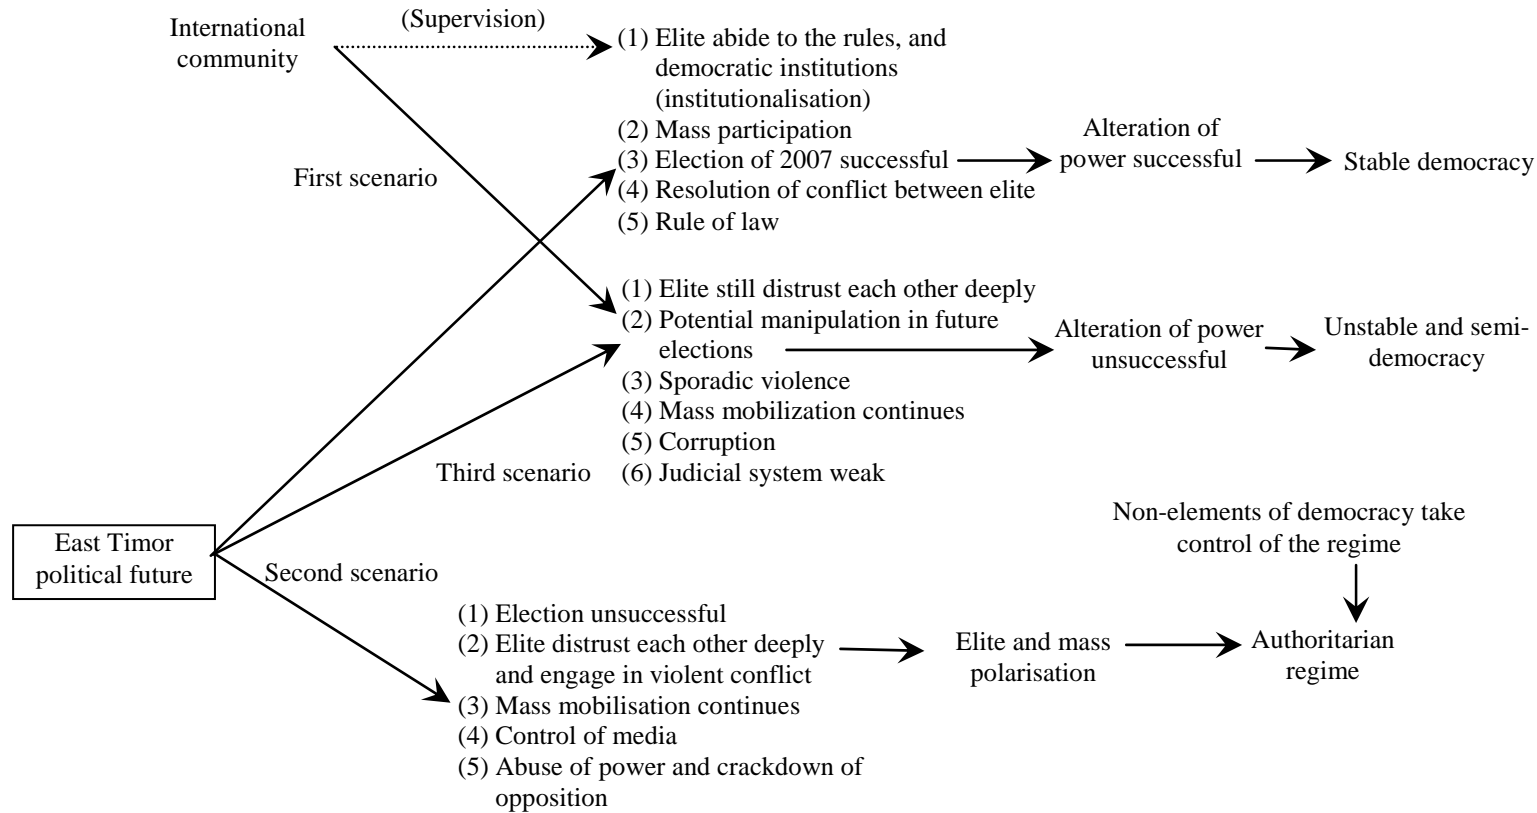 International
community
(Supervision)
(1) Elite abide to the rules, and
democratic institutions
(institutionalisation)
(2) Mass participation
(3) Election of 2007 successful
(4) Resolution of conflict between elite
(5) Rule of law
Alteration of
power successful
Stable democracy
First scenario
(1) Elite still distrust each other deeply
(2) Potential manipulation in future
elections
(3) Sporadic violence
(4) Mass mobilization continues
(5) Corruption
(6) Judicial system weak
Alteration of power
unsuccessful
Unstable and semi-
democracy
Third scenario
East Timor
political future
Second scenario
(1) Election unsuccessful
(2) Elite distrust each other deeply
and engage in violent conflict
(3) Mass mobilisation continues
(4) Control of media
(5) Abuse of power and crackdown of
opposition
Elite and mass
polarisation
Non-elements of democracy take
control of the regime
Authoritarian
regime